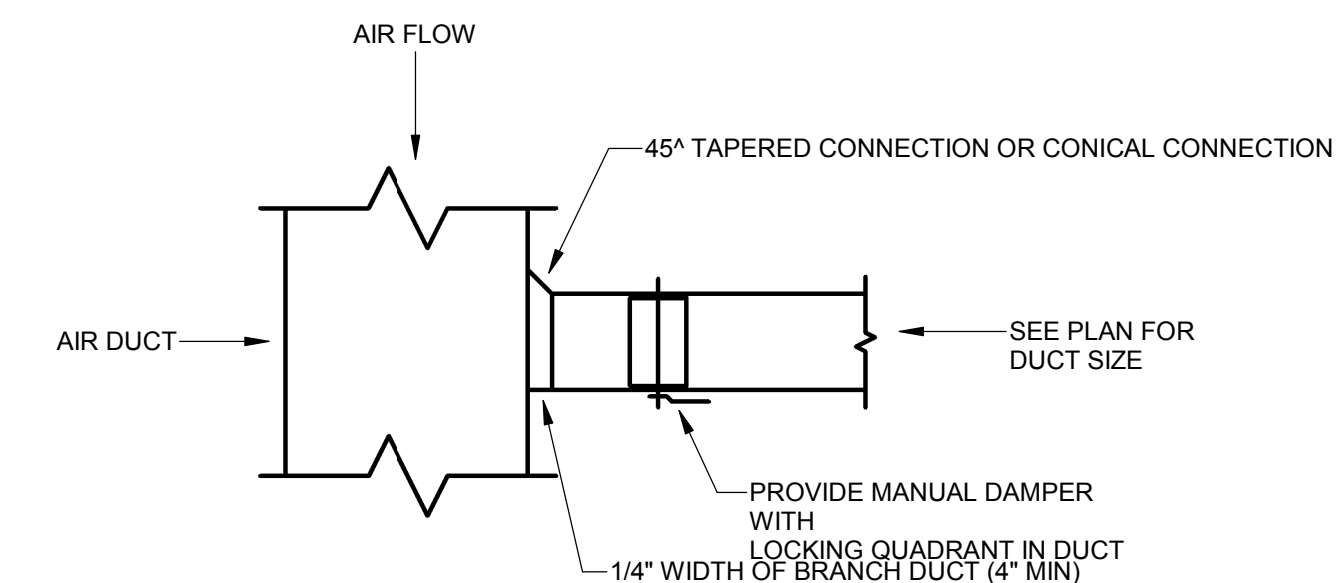 AIR FLOW
45^ TAPERED CONNECTION OR CONICAL CONNECTION
AIR DUCT
SEE PLAN FOR
DUCT SIZE
PROVIDE MANUAL DAMPER
WITH
LOCKING QUADRANT IN DUCT
1/4" WIDTH OF BRANCH DUCT (4" MIN)